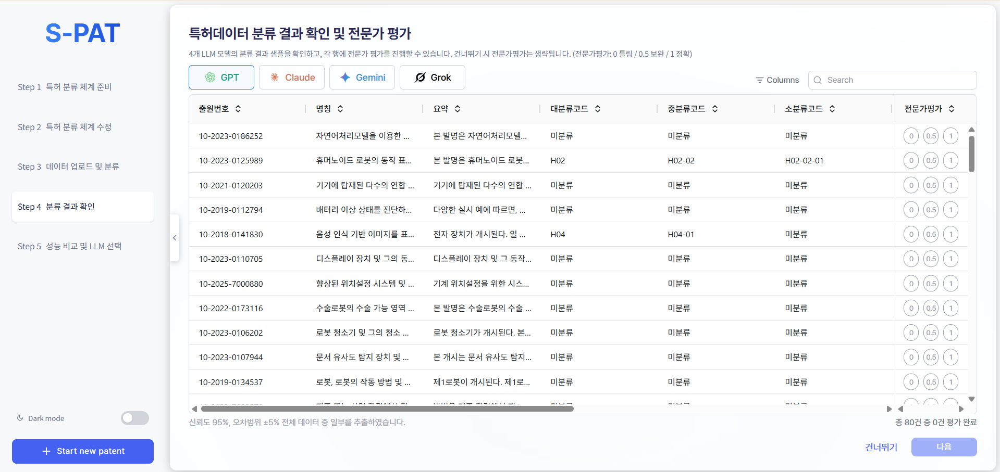 S-PAT
Step 1 특허 분류 체계 준비
Step 2 특허 분류 체계 수정
Step 3 데이터 업로드 및 분류
Step 4 분류 결과 확인
Step 5 성능 비교 및 LLM 선택
Dark mode
Start new patent
특허데이터 분류 결과 확인 및 전문가 평가
4개 LLM 모델의 분류 결과 샘플을 확인하고, 각 행에 전문가 평가를 진행할 수 있습니다. 건너뛰기 시 전문가평가는 생략됩니다. (전문가평가: 0 틀림 / 0.5 보완 / 1 정확)
GPT Claude Gemini Grok
Columns Search
출원번호 명칭 요약 대분류코드 중분류코드 소분류코드 전문가평가
10-2023-0186252 자연어처리모델을 이용한 ... 본 발명은 자연어처리모델... 미분류 미분류 미분류 0 0.5 1
10-2023-0125989 휴머노이드 로봇의 동작 표... 본 발명은 휴머노이드 로봇... H02 H02-02 H02-02-01 0 0.5 1
10-2021-0120203 기기에 탑재된 다수의 연합 ... 기기에 탑재된 다수의 연합 ... 미분류 미분류 미분류 0 0.5 1
10-2019-0112794 배터리 이상 상태를 진단하... 다양한 실시 예에 따르면, ... 미분류 미분류 미분류 0 0.5 1
10-2018-0141830 음성 인식 기반 이미지를 표... 전자 장치가 개시된다. 일 ... H04 H04-01 미분류 0 0.5 1
10-2023-0110705 디스플레이 장치 및 그의 동... 디스플레이 장치 및 그 동작... 미분류 미분류 미분류 0 0.5 1
10-2025-7000880 향상된 위치설정 시스템 및 ... 기계 위치설정을 위한 시스... 미분류 미분류 미분류 0 0.5 1
10-2022-0173116 수술로봇의 수술 가능 영역 ... 본 발명은 수술로봇의 수술 ... 미분류 미분류 미분류 0 0.5 1
10-2023-0106202 로봇 청소기 및 그의 청소 ... 로봇 청소기가 개시된다. 본... 미분류 미분류 미분류 0 0.5 1
10-2023-0107944 문서 유사도 탐지 장치 및 ... 본 개시는 문서 유사도 탐지... 미분류 미분류 미분류 0 0.5 1
10-2019-0134537 로봇, 로봇의 작동 방법 및 ... 제1로봇이 개시된다. 제1로... 미분류 미분류 미분류 0 0.5 1
신뢰도 95%, 오차범위 ±5% 전체 데이터 중 일부를 추출하였습니다.
총 80건 중 0건 평가 완료
건너뛰기 다음